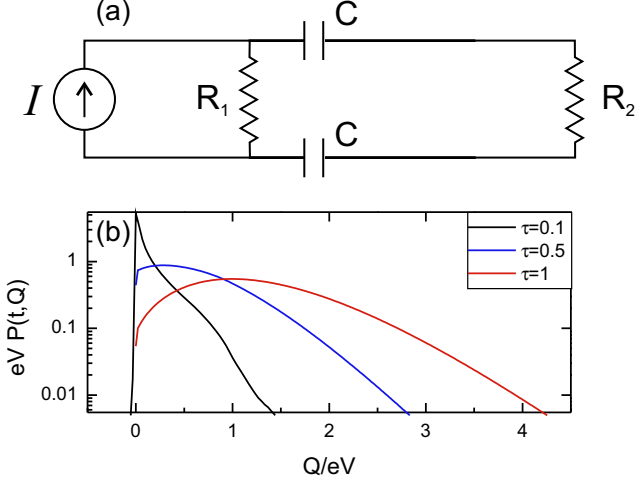 (a)
C
I
R₁
R₂
C
(b)
τ=0.1
τ=0.5
τ=1
eV P(t,Q)
1
0.1
0.01
0 1 2 3 4
Q/eV